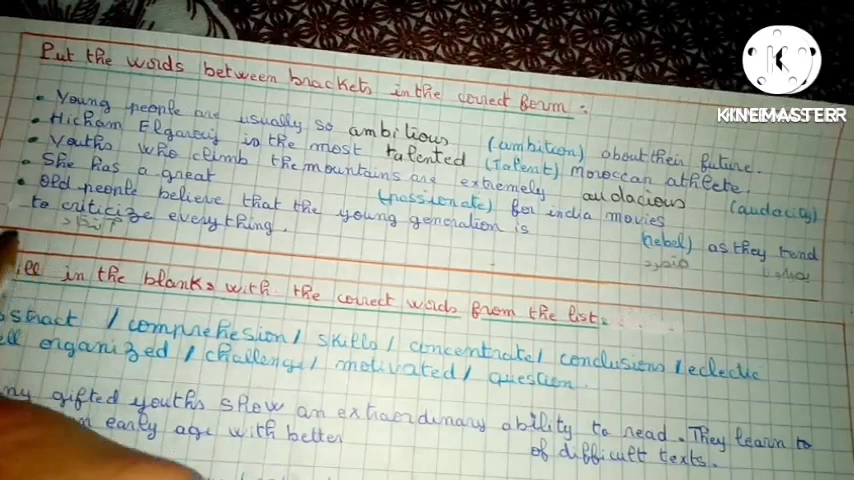 KINEMASTER
Put the words between brackets in the correct form :
• Young people are usually so ambitious (ambition) about their future.
• Hicham Elgarouj is the most talented (Talent) moroccan athlete.
• Youths who climb the mountains are extremely audacious (audacity)
• She has a great (passionate) for india movies
• Old people believe that the young generation is (rebel) as they tend
to criticize everything.
ill in the blanks with the correct words from the list :
stract / comprehesion / skills / concentrate / conclusions / eclectic
ell organized / challenge / motivated / question.
ny gifted youths show an extraordinary ability to read. They learn to
n early age with better of difficult texts.